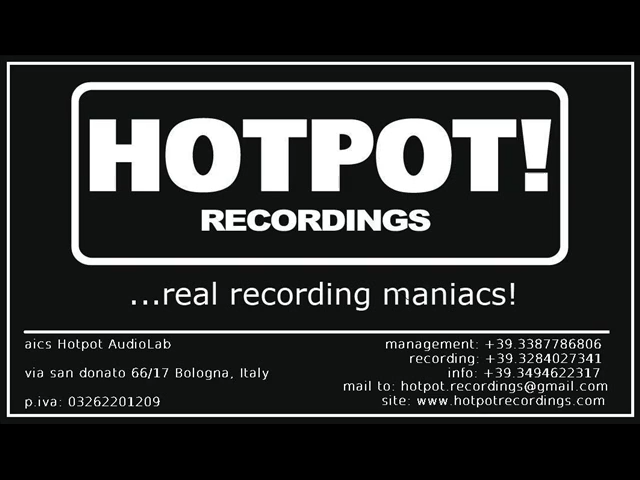 HOTPOT!
RECORDINGS
...real recording maniacs!
aics Hotpot AudioLab
via san donato 66/17 Bologna, Italy
p.iva: 03262201209
management: +39.3387786806
recording: +39.3284027341
info: +39.3494622317
mail to: hotpot.recordings@gmail.com
site: www.hotpotrecordings.com